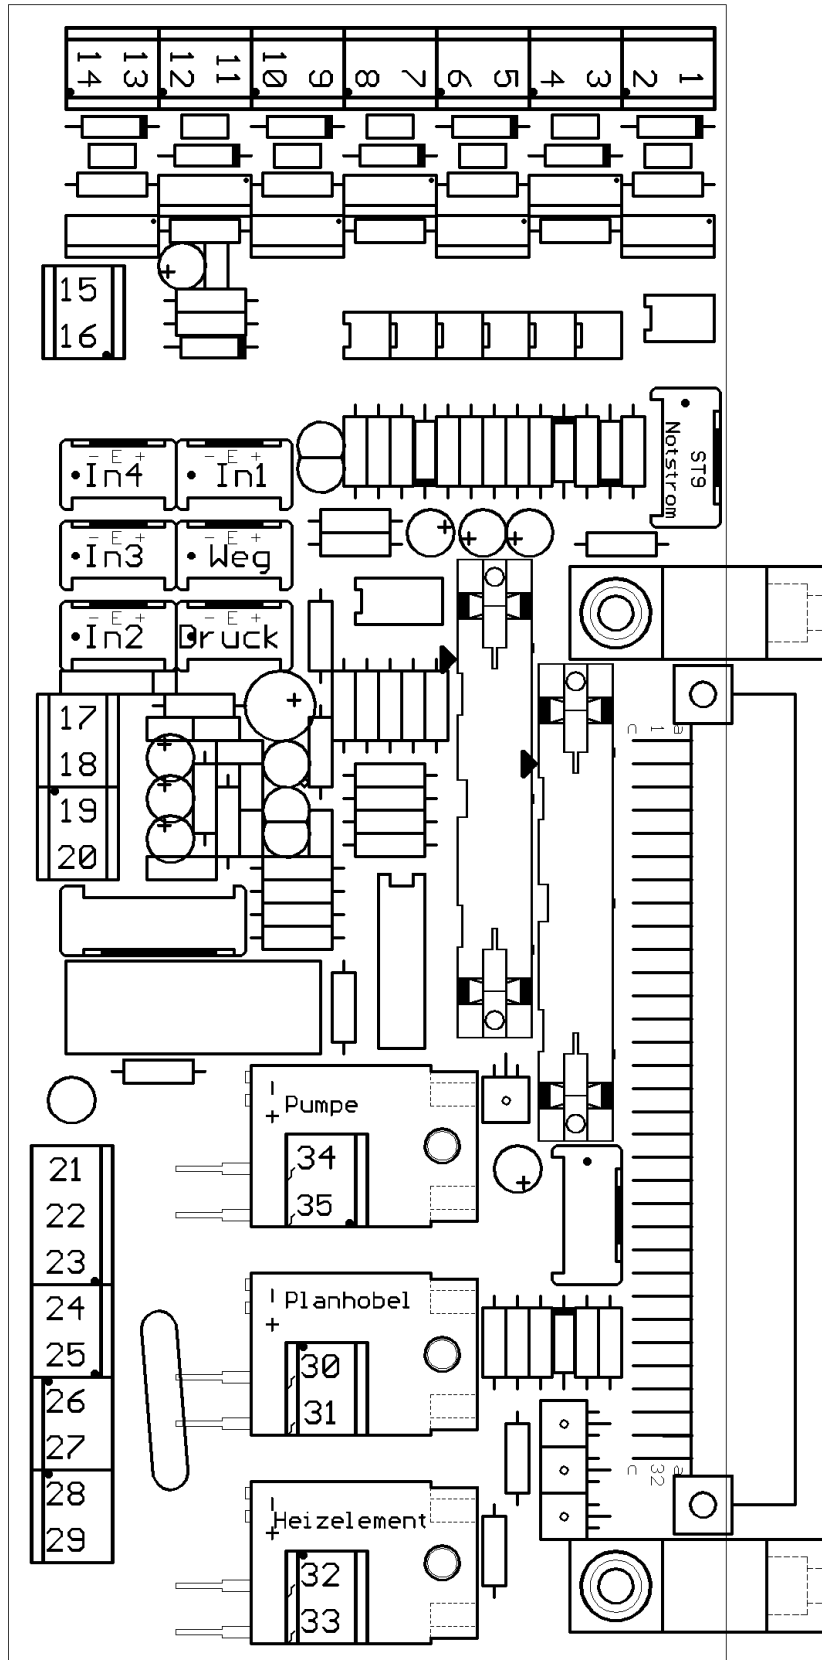 14 13 12 11 10 9 8 7 6 5 4 3 2 1
15
16
ST9
Notstrom
- E + - E +
In4 In1
- E + - E +
In3 Weg
- E + - E +
In2 Druck
17
18
19
20
a
1
c
Pumpe
- +
34
35
21
22
23
24
25
26
27
28
29
Planhobel
- +
30
31
a
32
c
Heizelement
- +
32
33